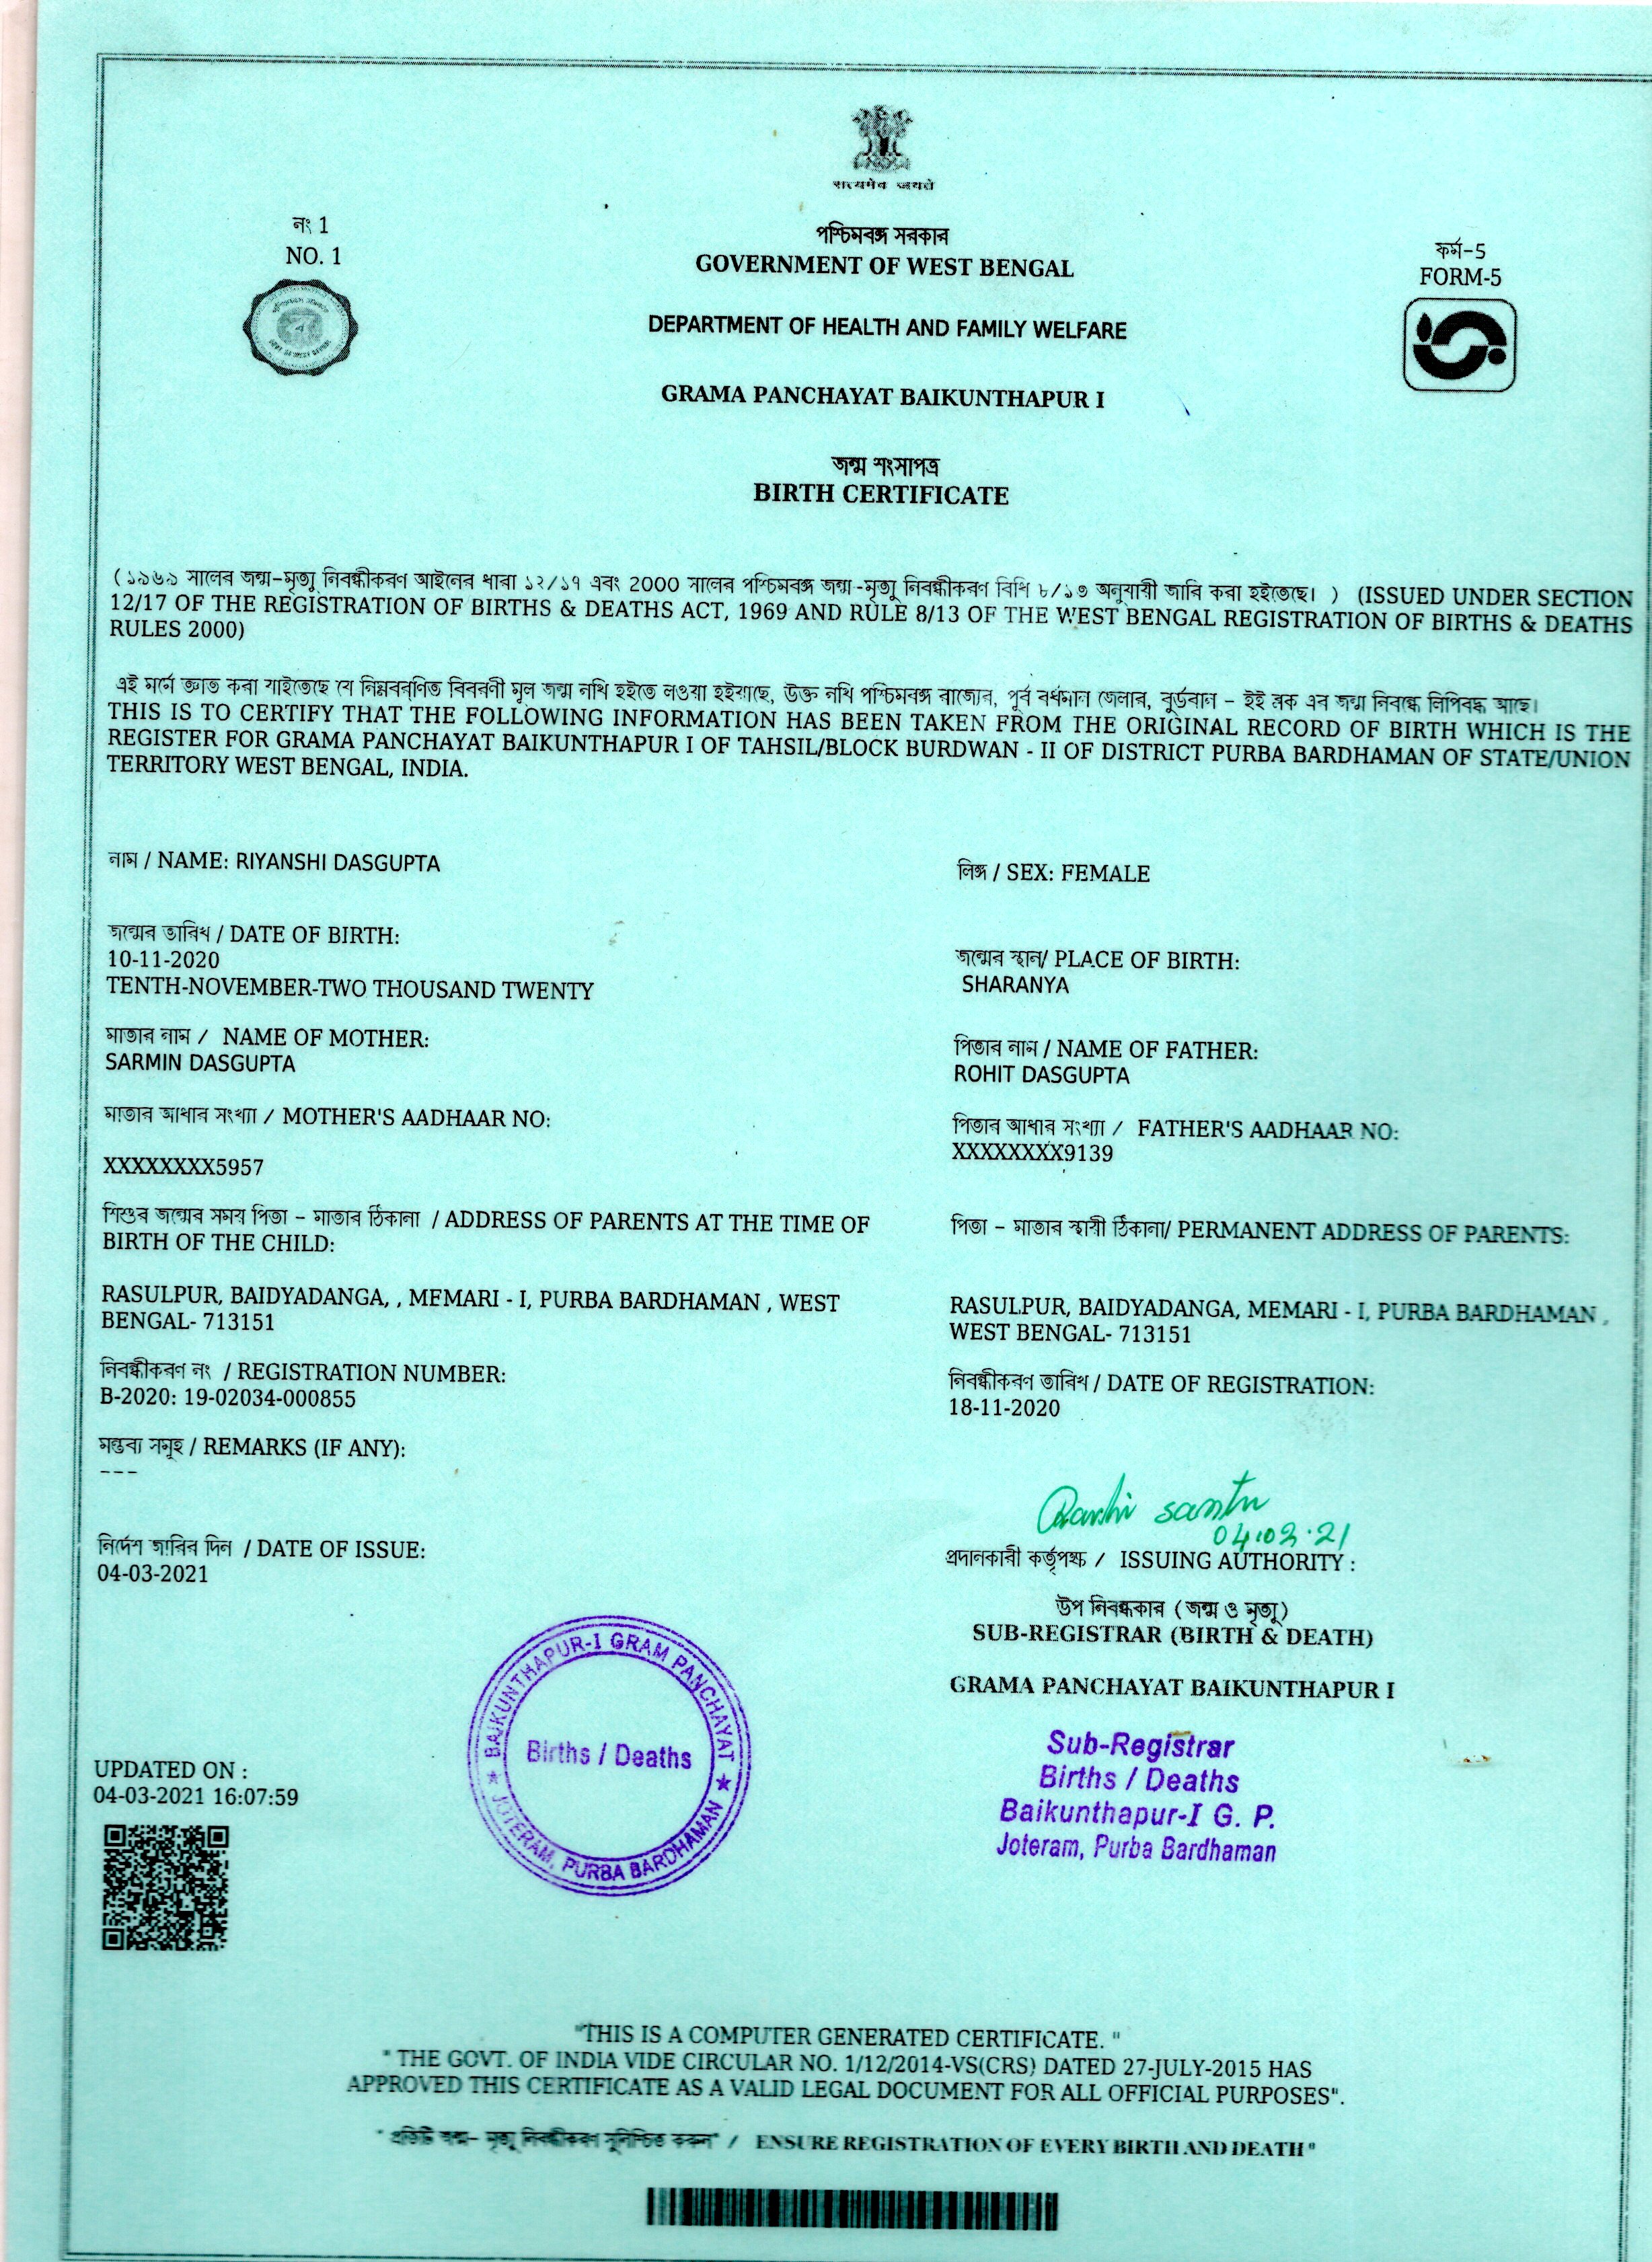 सत्यमेव जयते
নং 1
NO. 1
পশ্চিমবঙ্গ সরকার
GOVERNMENT OF WEST BENGAL
ফর্ম-5
FORM-5
DEPARTMENT OF HEALTH AND FAMILY WELFARE
GRAMA PANCHAYAT BAIKUNTHAPUR I
জন্ম শংসাপত্র
BIRTH CERTIFICATE
(১৯৬৯ সালের জন্ম-মৃত্যু নিবন্ধীকরণ আইনের ধারা ১২/১৭ এবং 2000 সালের পশ্চিমবঙ্গ জন্ম-মৃত্যু নিবন্ধীকরণ বিধি ৮/১৩ অনুযায়ী জারি করা হইতেছে। ) (ISSUED UNDER SECTION
12/17 OF THE REGISTRATION OF BIRTHS & DEATHS ACT, 1969 AND RULE 8/13 OF THE WEST BENGAL REGISTRATION OF BIRTHS & DEATHS
RULES 2000)
এই মর্মে জ্ঞাত করা যাইতেছে যে নিম্নবর্ণিত বিবরণী মূল জন্ম নথি হইতে লওয়া হইয়াছে, উক্ত নথি পশ্চিমবঙ্গ রাজ্যের, পূর্ব বর্ধমান জেলার, বুর্ডবান - ইই ব্লক এর জন্ম নিবন্ধে লিপিবদ্ধ আছে।
THIS IS TO CERTIFY THAT THE FOLLOWING INFORMATION HAS BEEN TAKEN FROM THE ORIGINAL RECORD OF BIRTH WHICH IS THE
REGISTER FOR GRAMA PANCHAYAT BAIKUNTHAPUR I OF TAHSIL/BLOCK BURDWAN - II OF DISTRICT PURBA BARDHAMAN OF STATE/UNION
TERRITORY WEST BENGAL, INDIA.
নাম / NAME: RIYANSHI DASGUPTA
লিঙ্গ / SEX: FEMALE
জন্মের তারিখ / DATE OF BIRTH:
10-11-2020
TENTH-NOVEMBER-TWO THOUSAND TWENTY
জন্মের স্থান/ PLACE OF BIRTH:
SHARANYA
মাতার নাম / NAME OF MOTHER:
SARMIN DASGUPTA
পিতার নাম / NAME OF FATHER:
ROHIT DASGUPTA
মাতার আধার সংখ্যা / MOTHER'S AADHAAR NO:
XXXXXXXX5957
পিতার আধার সংখ্যা / FATHER'S AADHAAR NO:
XXXXXXXX9139
শিশুর জন্মের সময় পিতা - মাতার ঠিকানা / ADDRESS OF PARENTS AT THE TIME OF
BIRTH OF THE CHILD:
RASULPUR, BAIDYADANGA, , MEMARI - I, PURBA BARDHAMAN , WEST
BENGAL- 713151
পিতা - মাতার স্থায়ী ঠিকানা/ PERMANENT ADDRESS OF PARENTS:
RASULPUR, BAIDYADANGA, MEMARI - I, PURBA BARDHAMAN ,
WEST BENGAL- 713151
নিবন্ধীকরণ নং / REGISTRATION NUMBER:
B-2020: 19-02034-000855
নিবন্ধীকরণ তারিখ / DATE OF REGISTRATION:
18-11-2020
মন্তব্য সমূহ / REMARKS (IF ANY):
---
নির্দেশ জারির দিন / DATE OF ISSUE:
04-03-2021
04.03.21
প্রদানকারী কর্তৃপক্ষ / ISSUING AUTHORITY :
উপ নিবন্ধকার (জন্ম ও মৃত্যু)
SUB-REGISTRAR (BIRTH & DEATH)
GRAMA PANCHAYAT BAIKUNTHAPUR I
Sub-Registrar
Births / Deaths
Baikunthapur-I G. P.
Joteram, Purba Bardhaman
BAIKUNTHAPUR-I GRAM PANCHAYAT
Births / Deaths
JOTERAM, PURBA BARDHAMAN
UPDATED ON :
04-03-2021 16:07:59
"THIS IS A COMPUTER GENERATED CERTIFICATE. "
" THE GOVT. OF INDIA VIDE CIRCULAR NO. 1/12/2014-VS(CRS) DATED 27-JULY-2015 HAS
APPROVED THIS CERTIFICATE AS A VALID LEGAL DOCUMENT FOR ALL OFFICIAL PURPOSES".
" প্রতিটি জন্ম- মৃত্যু নিবন্ধীকরণ সুনিশ্চিত করুন" / ENSURE REGISTRATION OF EVERY BIRTH AND DEATH "